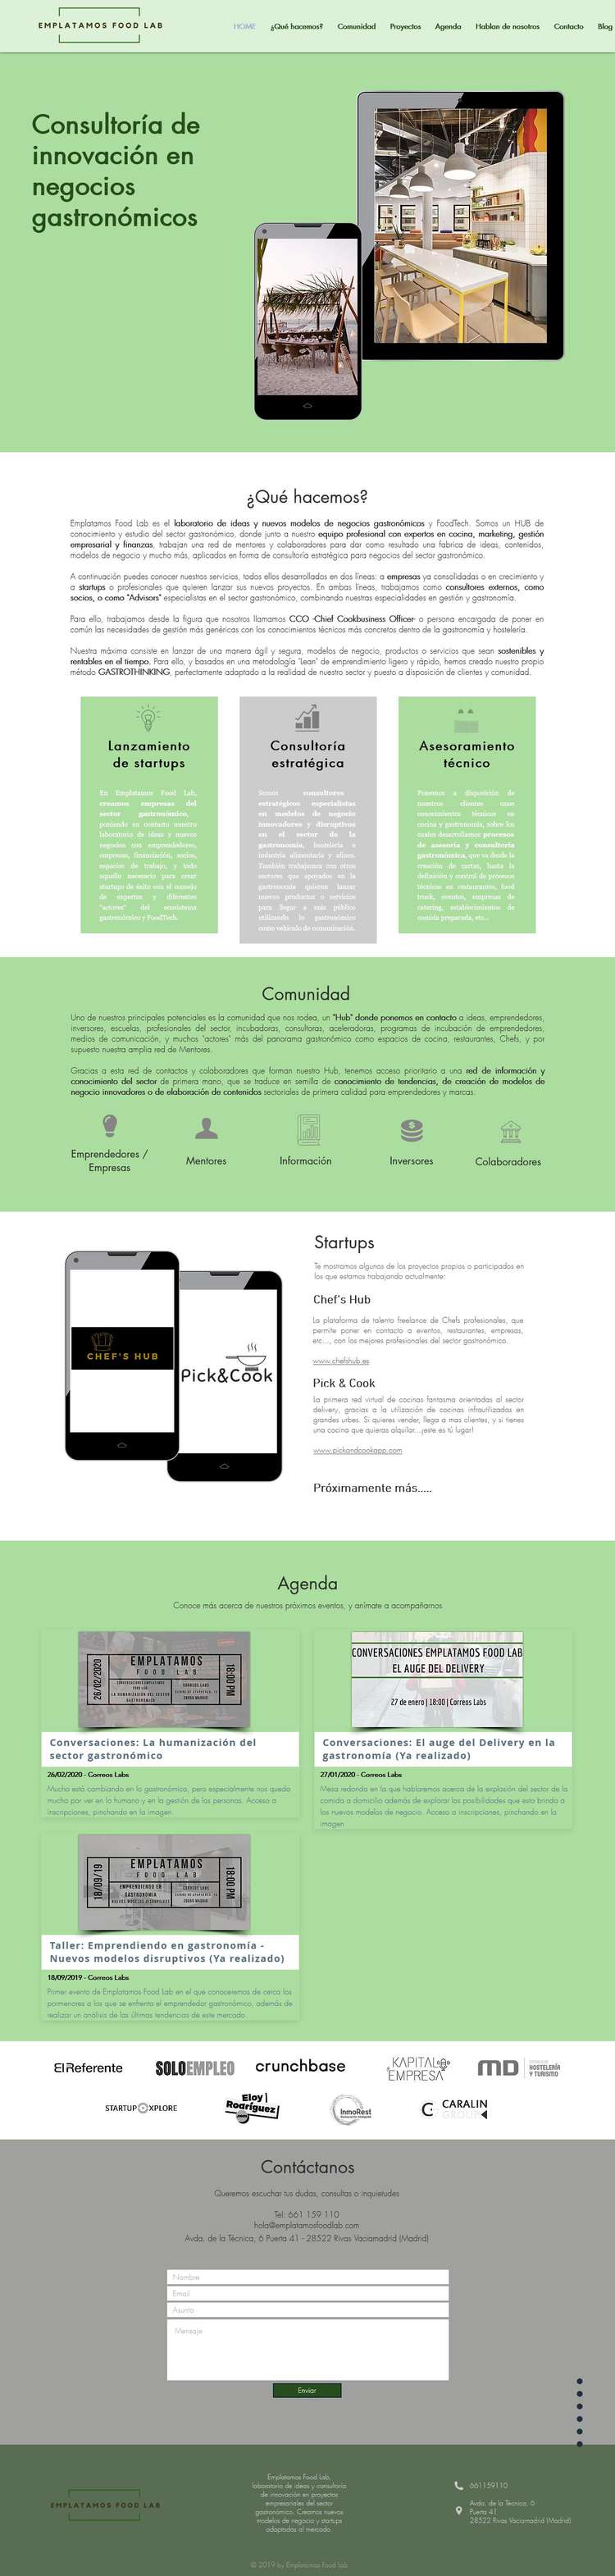 EMPLATAMOS FOOD LAB
HOME ¿Qué hacemos? Comunidad Proyectos Agenda Hablan de nosotros Contacto Blog
Consultoría de
innovación en
negocios
gastronómicos
¿Qué hacemos?
Emplatamos Food Lab es el laboratorio de ideas y nuevos modelos de negocios gastronómicos y FoodTech. Somos un HUB de
conocimiento y estudio del sector gastronómico, donde junto a nuestro equipo profesional con expertos en cocina, marketing, gestión
empresarial y finanzas, trabajan una red de mentores y colaboradores para dar como resultado una fábrica de ideas, contenidos,
modelos de negocio y mucho más, aplicados en forma de consultoría estratégica para negocios del sector gastronómico.
A continuación puedes conocer nuestros servicios, todos ellos desarrollados en dos líneas: a empresas ya consolidadas o en crecimiento y
a startups o profesionales que quieren lanzar sus nuevos proyectos. En ambas líneas, trabajamos como consultores externos, como
socios, o como "Advisors" especialistas en el sector gastronómico, combinando nuestras especialidades en gestión y gastronomía.
Para ello, trabajamos desde la figura que nosotros llamamos CCO -Chief Cookbusiness Officer- o persona encargada de poner en
común las necesidades de gestión más genéricas con los conocimientos técnicos más concretos dentro de la gastronomía y hostelería.
Nuestra máxima consiste en lanzar de una manera ágil y segura, modelos de negocio, productos o servicios que sean sostenibles y
rentables en el tiempo. Para ello, y basados en una metodología "Lean" de emprendimiento ligera y rápido, hemos creado nuestro propio
método GASTROTHINKING, perfectamente adaptado a la realidad de nuestro sector y puesto a disposición de clientes y comunidad.
Lanzamiento
de startups
En Emplatamos Food Lab,
creamos empresas del
sector gastronómico,
poniendo en contacto nuestro
laboratorio de ideas y nuevos
negocios con emprendedores,
empresas, financiación, socios,
espacios de trabajo, y todo
aquello necesario para crear
startups de éxito con el consejo
de expertos y diferentes
"actores" del ecosistema
gastronómico y FoodTech.
Consultoría
estratégica
Somos consultores
estratégicos especialistas
en modelos de negocio
innovadores y disruptivos
en el sector de la
gastronomía, hostelería e
industria alimentaria y afines.
También trabajamos con otros
sectores que apoyados en la
gastronomía quieran lanzar
nuevos productos o servicios
para llegar a más público
utilizando lo gastronómico
como vehículo de comunicación.
Asesoramiento
técnico
Ponemos a disposición de
nuestros clientes unos
conocimientos técnicos en
cocina y gastronomía, sobre los
cuales desarrollamos procesos
de asesoría y consultoría
gastronómica, que va desde la
creación de cartas, hasta la
definición y control de procesos
técnicos en restaurantes, food
truck, eventos, empresas de
catering, establecimientos de
comida preparada, etc...
Comunidad
Uno de nuestros principales potenciales es la comunidad que nos rodea, un "Hub" donde ponemos en contacto a ideas, emprendedores,
inversores, escuelas, profesionales del sector, incubadoras, consultoras, aceleradoras, programas de incubación de emprendedores,
medios de comunicación, y muchos "actores" más del panorama gastronómico como espacios de cocina, restaurantes, Chefs, y por
supuesto nuestra amplia red de Mentores.
Gracias a esta red de contactos y colaboradores que forman nuestro Hub, tenemos acceso prioritario a una red de información y
conocimiento del sector de primera mano, que se traduce en semilla de conocimiento de tendencias, de creación de modelos de
negocio innovadores o de elaboración de contenidos sectoriales de primera calidad para emprendedores y marcas.
Emprendedores /
Empresas
Mentores
Información
Inversores
Colaboradores
CHEF'S HUB
Pick&Cook
Startups
Te mostramos algunos de los proyectos propios o participados en
los que estamos trabajando actualmente:
Chef's Hub
La plataforma de talento freelance de Chefs profesionales, que
permite poner en contacto a eventos, restaurantes, empresas,
etc..., con los mejores profesionales del sector gastronómico.
www.chefshub.es
Pick & Cook
La primera red virtual de cocinas fantasma orientadas al sector
delivery, gracias a la utilización de cocinas infrautilizadas en
grandes urbes. Si quieres vender, llega a mas clientes, y si tienes
una cocina que quieras alquilar...¡este es tú lugar!
www.pickandcookapp.com
Próximamente más.....
Agenda
Conoce más acerca de nuestros próximos eventos, y anímate a acompañarnos
26/02/2020
EMPLATAMOS
FOOD LAB
CONVERSACIONES EMPLATAMOS
FOOD LAB
LA HUMANIZACIÓN DEL SECTOR
GASTRONÓMICO
CORREOS LABS
28020 MADRID
18:00 PM
Conversaciones: La humanización del
sector gastronómico
26/02/2020 - Correos Labs
Mucho está cambiando en lo gastronómico, pero especialmente nos queda
mucho por ver en lo humano y en la gestión de las personas. Acceso a
inscripciones, pinchando en la imagen.
CONVERSACIONES EMPLATAMOS FOOD LAB
EL AUGE DEL DELIVERY
27 de enero | 18:00 | Correos Labs
Conversaciones: El auge del Delivery en la
gastronomía (Ya realizado)
27/01/2020 - Correos Labs
Mesa redonda en la que hablaremos acerca de la explosión del sector de la
comida a domicilio además de explorar las posibilidades que esta brinda a
los nuevos modelos de negocio. Acceso a inscripciones, pinchando en la
imagen
18/09/19
EMPLATAMOS
FOOD LAB
EMPRENDIENDO EN
GASTRONOMIA
NUEVOS MODELOS DISRUPTIVOS
CORREOS LABS
28020 MADRID
18:00 PM
Taller: Emprendiendo en gastronomía -
Nuevos modelos disruptivos (Ya realizado)
18/09/2019 - Correos Labs
Primer evento de Emplatamos Food Lab en el que conoceremos de cerca los
pormenores a los que se enfrenta el emprendedor gastronómico, además de
realizar un análisis de las últimas tendencias de este mercado.
El Referente SOLOEMPLEO crunchbase KAPITAL EMPRESA MD HOSTELERÍA Y TURISMO
STARTUP XPLORE Eloy Rodríguez InmoRest CARALIN GROUP
Contáctanos
Queremos escuchar tus dudas, consultas o inquietudes
Tel: 661 159 110
hola@emplatamosfoodlab.com
Avda. de la Técnica, 6 Puerta 41 - 28522 Rivas Vaciamadrid (Madrid)
Nombre
Email
Asunto
Mensaje
Enviar
EMPLATAMOS FOOD LAB
Emplatamos Food Lab,
laboratorio de ideas y consultoría
de innovación en proyectos
empresariales del sector
gastronómico. Creamos nuevos
modelos de negocio y startups
adaptadas al mercado.
661159110
Avda. de la Técnica, 6
Puerta 41
28522 Rivas Vaciamadrid (Madrid)
© 2019 by Emplatamos Food Lab